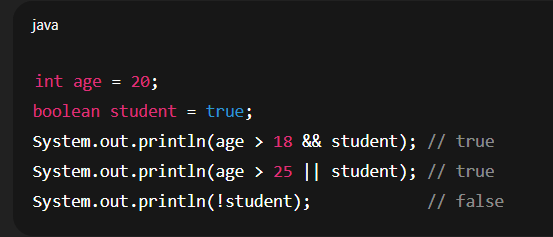 java
int age = 20;
boolean student = true;
System.out.println(age > 18 && student); // true
System.out.println(age > 25 || student); // true
System.out.println(!student);            // false